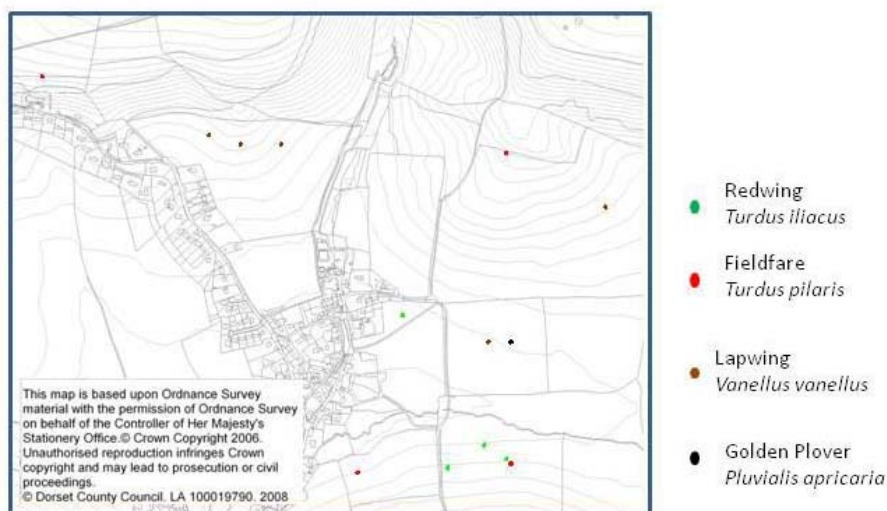 This map is based upon Ordnance Survey
material with the permission of Ordnance Survey
on behalf of the Controller of Her Majesty's
Stationery Office.© Crown Copyright 2006.
Unauthorised reproduction infringes Crown
copyright and may lead to prosecution or civil
proceedings.
© Dorset County Council. LA 100019790. 2008
Redwing
Turdus iliacus
Fieldfare
Turdus pilaris
Lapwing
Vanellus vanellus
Golden Plover
Pluvialis apricaria